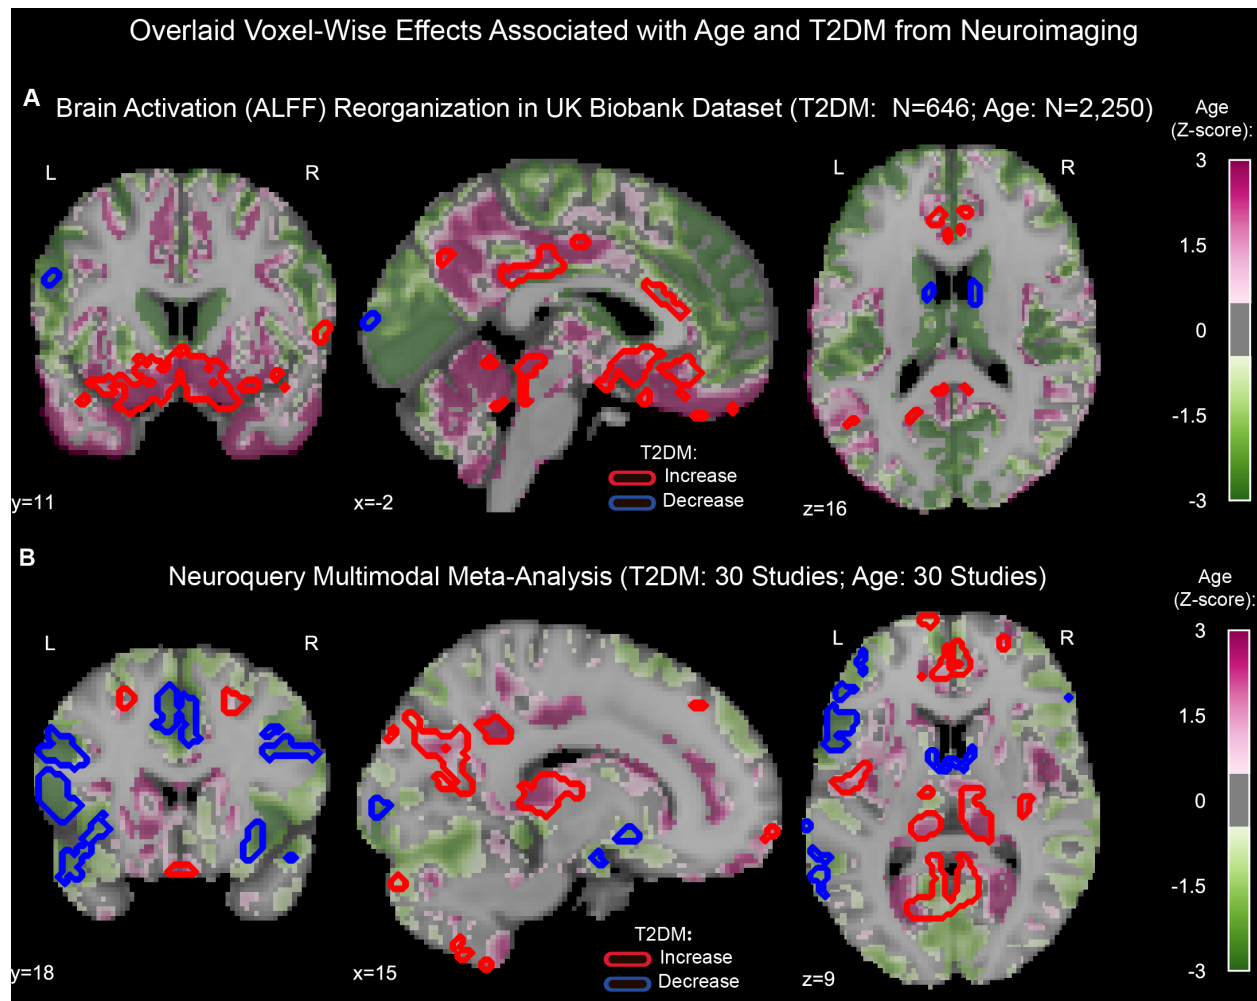 Overlaid Voxel-Wise Effects Associated with Age and T2DM from Neuroimaging
A
Brain Activation (ALFF) Reorganization in UK Biobank Dataset (T2DM: N=646; Age: N=2,250)
Age
(Z-score):
L
R
L
R
3
1.5
0
-1.5
-3
T2DM:
Increase
Decrease
y=11
x=-2
z=16
B
Neuroquery Multimodal Meta-Analysis (T2DM: 30 Studies; Age: 30 Studies)
Age
(Z-score):
L
R
L
R
3
1.5
0
-1.5
-3
T2DM:
Increase
Decrease
y=18
x=15
z=9